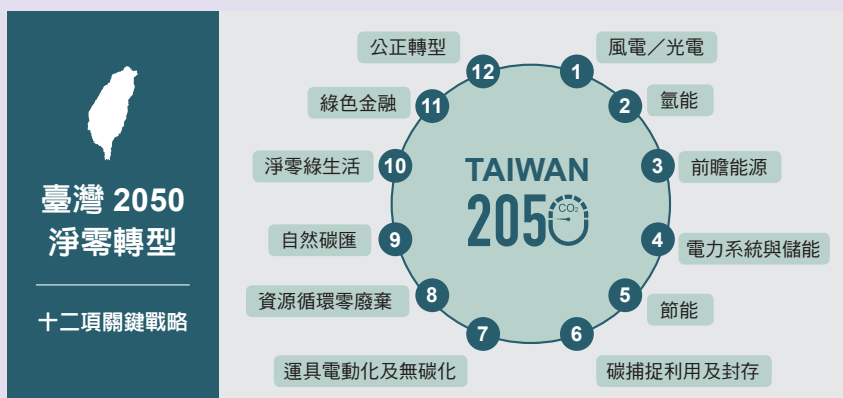 臺灣 2050
淨零轉型
十二項關鍵戰略
TAIWAN
2050
CO₂
1
風電／光電
2
氫能
3
前瞻能源
4
電力系統與儲能
5
節能
6
碳捕捉利用及封存
7
運具電動化及無碳化
8
資源循環零廢棄
9
自然碳匯
10
淨零綠生活
11
綠色金融
12
公正轉型